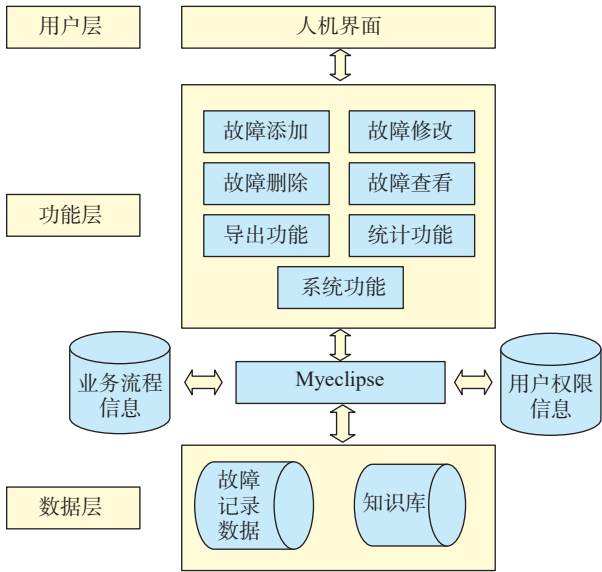 用户层
人机界面
功能层
故障添加
故障修改
故障删除
故障查看
导出功能
统计功能
系统功能
业务流程
信息
Myeclipse
用户权限
信息
数据层
故障
记录
数据
知识库